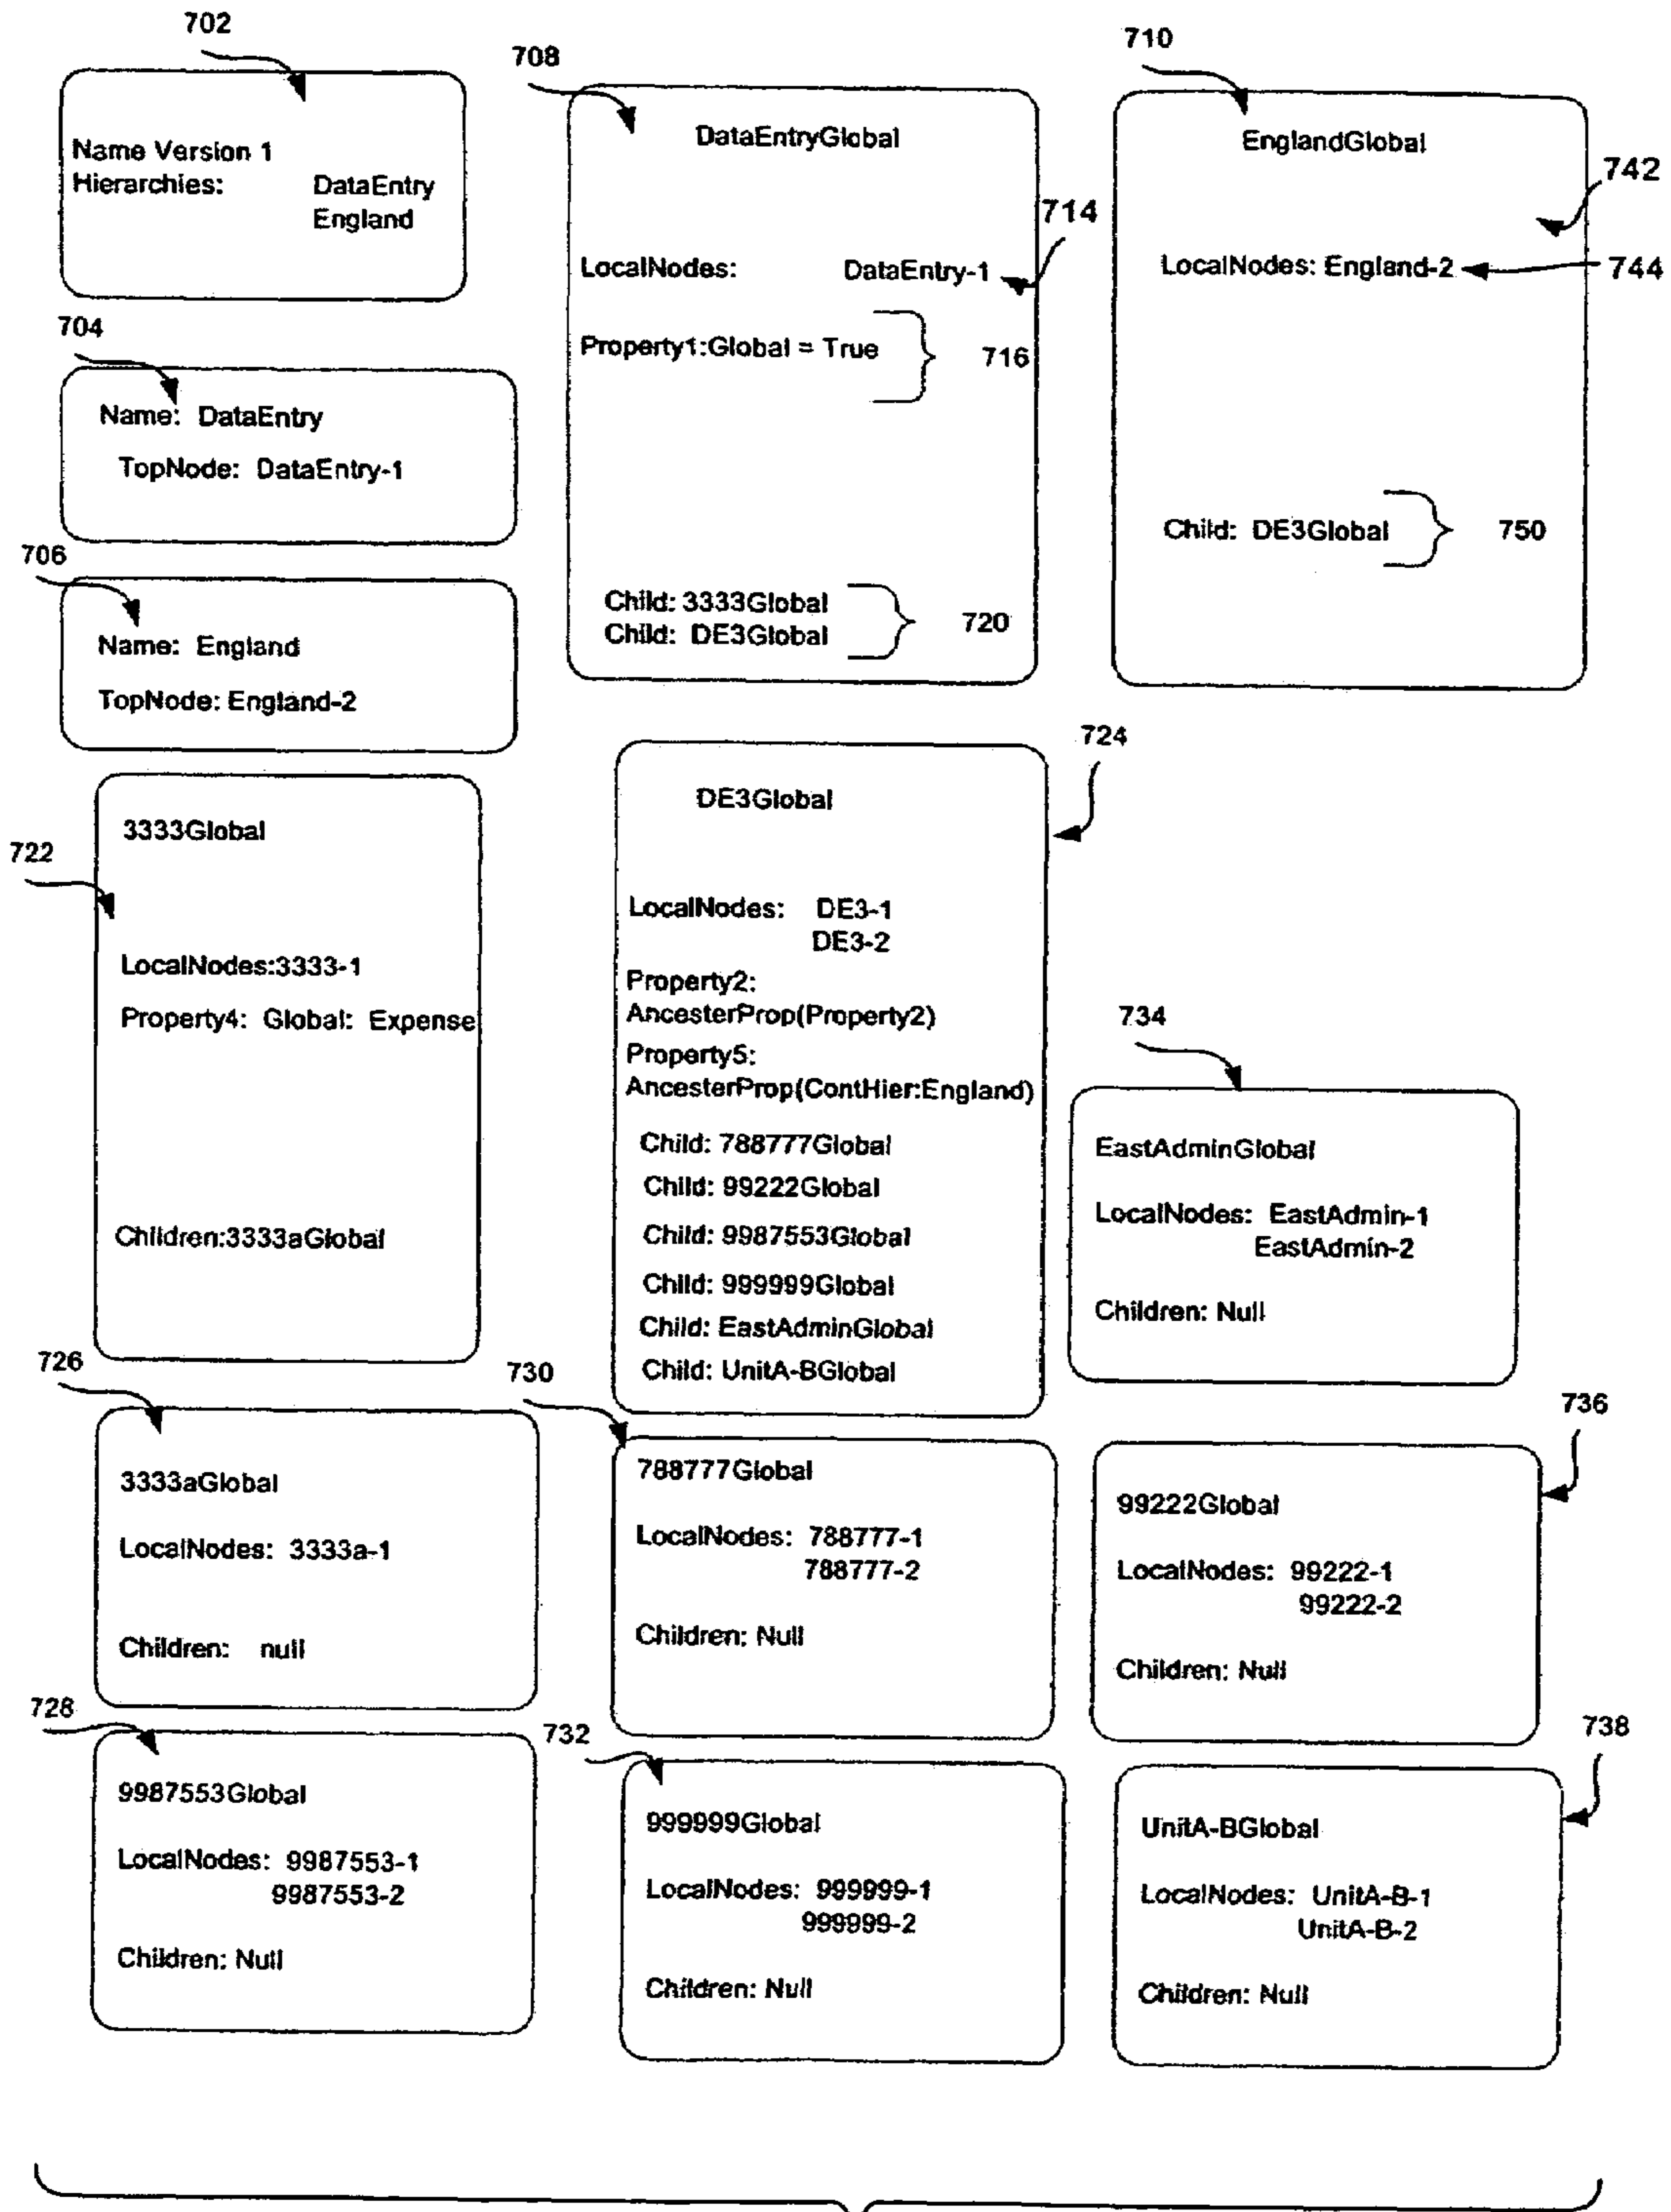 702
Name Version 1
Hierarchies: DataEntry
England
704
Name: DataEntry
TopNode: DataEntry-1
706
Name: England
TopNode: England-2
708
DataEntryGlobal
LocalNodes: DataEntry-1
714
Property1:Global = True
716
Child: 3333Global
Child: DE3Global
720
710
EnglandGlobal
742
LocalNodes: England-2
744
Child: DE3Global
750
722
3333Global
LocalNodes:3333-1
Property4: Global: Expense
Children:3333aGlobal
724
DE3Global
LocalNodes: DE3-1
DE3-2
Property2:
AncesterProp(Property2)
Property5:
AncesterProp(ContHier:England)
Child: 788777Global
Child: 99222Global
Child: 9987553Global
Child: 999999Global
Child: EastAdminGlobal
Child: UnitA-BGlobal
734
EastAdminGlobal
LocalNodes: EastAdmin-1
EastAdmin-2
Children: Null
726
3333aGlobal
LocalNodes: 3333a-1
Children: null
730
788777Global
LocalNodes: 788777-1
788777-2
Children: Null
736
99222Global
LocalNodes: 99222-1
99222-2
Children: Null
728
9987553Global
LocalNodes: 9987553-1
9987553-2
Children: Null
732
999999Global
LocalNodes: 999999-1
999999-2
Children: Null
738
UnitA-BGlobal
LocalNodes: UnitA-B-1
UnitA-B-2
Children: Null